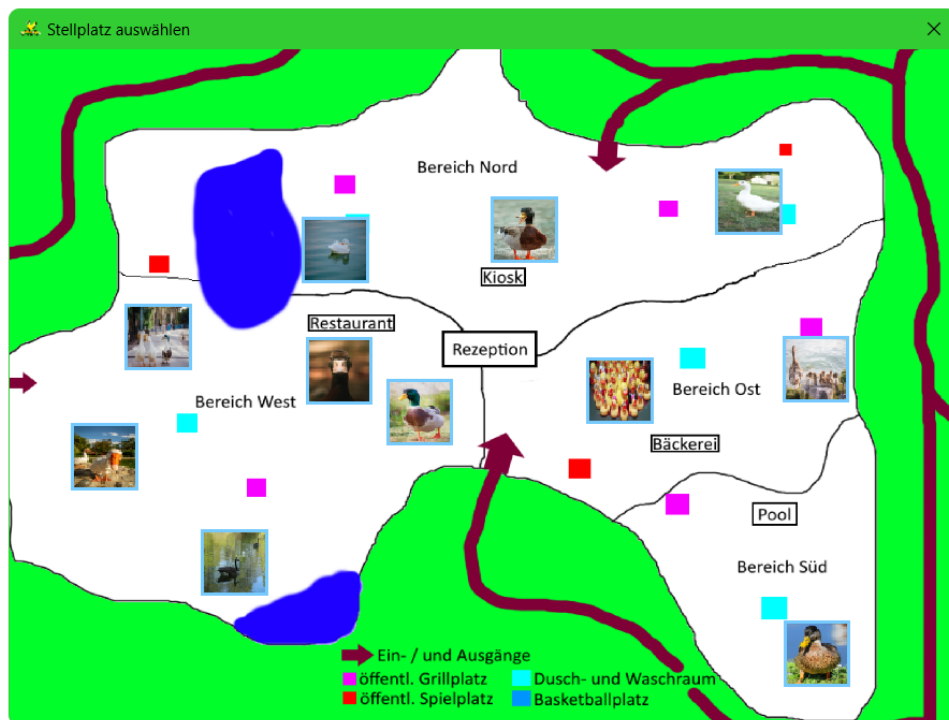 Stellplatz auswählen
Bereich Nord
Kiosk
Restaurant
Rezeption
Bereich West
Bereich Ost
Bäckerei
Pool
Bereich Süd
Ein- / und Ausgänge
öffentl. Grillplatz
Dusch- und Waschraum
öffentl. Spielplatz
Basketballplatz